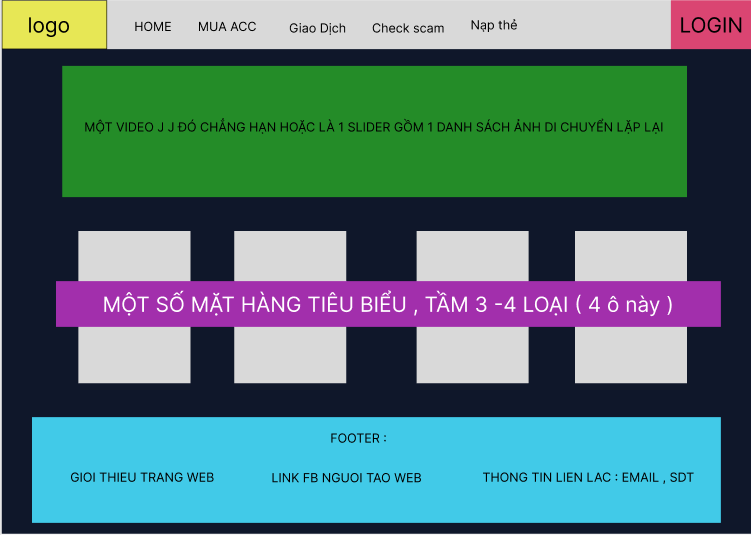 logo
HOME
MUA ACC
Giao Dịch
Check scam
Nạp thẻ
LOGIN
MỘT VIDEO J J ĐÓ CHẲNG HẠN HOẶC LÀ 1 SLIDER GỒM 1 DANH SÁCH ẢNH DI CHUYỂN LẶP LẠI
MỘT SỐ MẶT HÀNG TIÊU BIỂU , TẦM 3 -4 LOẠI ( 4 ô này )
FOOTER :
GIOI THIEU TRANG WEB
LINK FB NGUOI TAO WEB
THONG TIN LIEN LAC : EMAIL , SDT